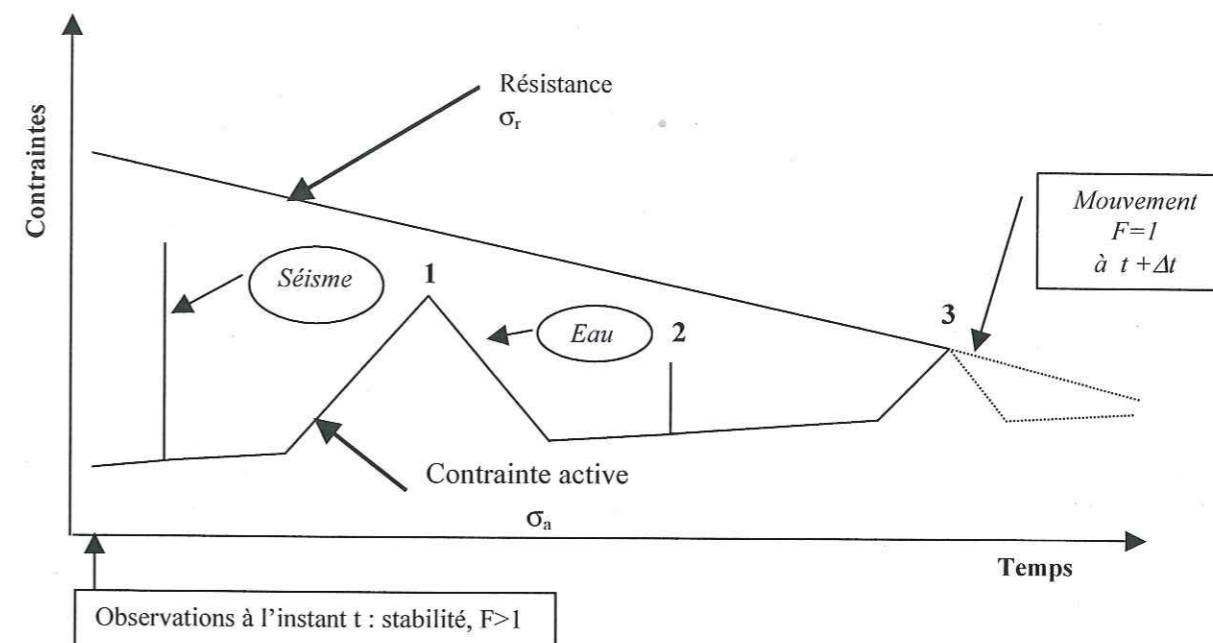 Contraintes
Résistance
σr
Mouvement
F=1
à t +Δt
Séisme
1
Eau
2
3
Contrainte active
σa
Temps
Observations à l'instant t : stabilité, F>1